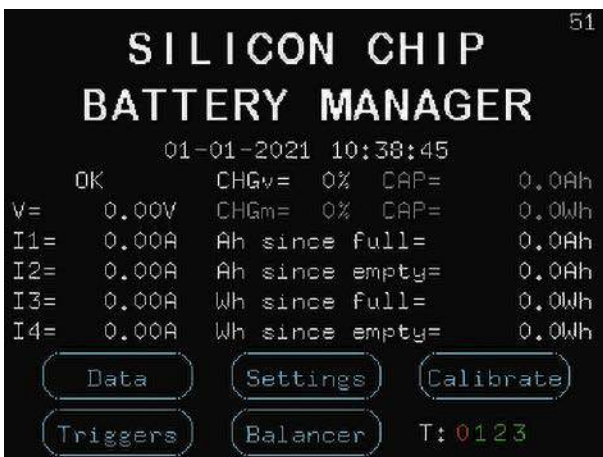 51
SILICON CHIP
BATTERY MANAGER
01-01-2021 10:38:45
OK CHGv= 0% CAP= 0.0Ah
V= 0.00V CHGm= 0% CAP= 0.0Wh
I1= 0.00A Ah since full= 0.0Ah
I2= 0.00A Ah since empty= 0.0Ah
I3= 0.00A Wh since full= 0.0Wh
I4= 0.00A Wh since empty= 0.0Wh
Data Settings Calibrate
Triggers Balancer T:0123